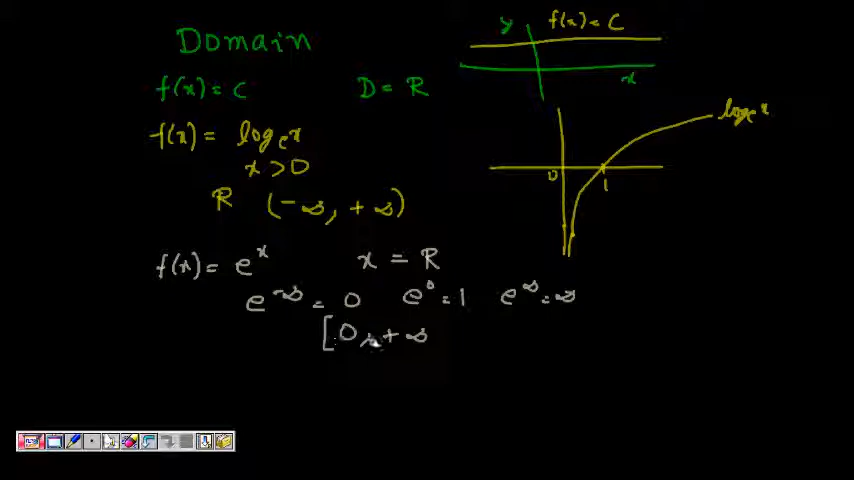 Domain
f(x) = C D = R
f(x) = logₑx
x > 0
R (-∞, +∞)
f(x) = eˣ x = R
e^-∞ = 0 e⁰ = 1 e^∞ = ∞
[0, +∞
y f(x) = C
x
logₑx
0 1